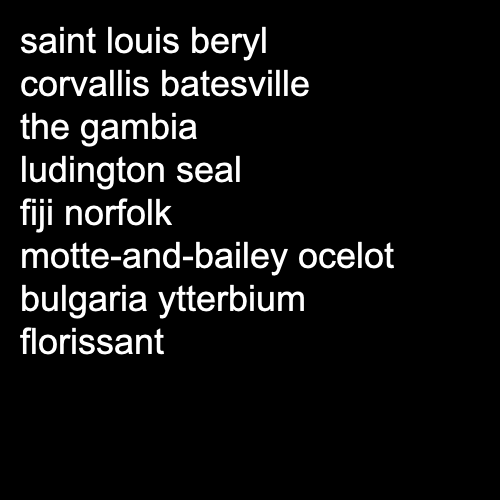 saint louis beryl
corvallis batesville
the gambia
ludington seal
fiji norfolk
motte-and-bailey ocelot
bulgaria ytterbium
florissant